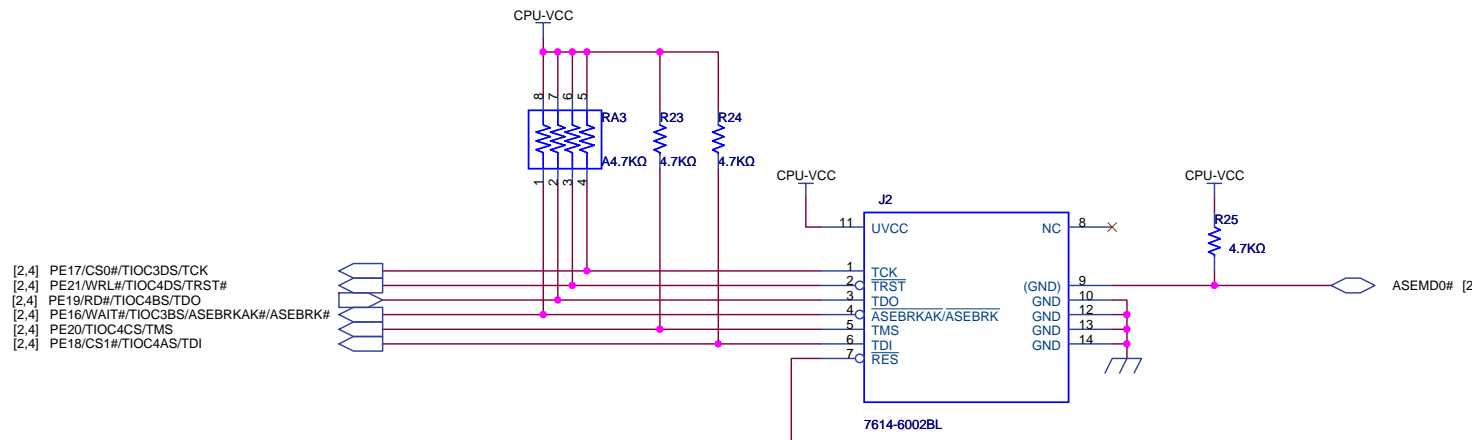 CPU-VCC
8 7 6 5
RA3 R23 R24
A4.7KΩ 4.7KΩ 4.7KΩ
1 2 3 4
CPU-VCC CPU-VCC
J2
R25
4.7KΩ
11 UVCC NC 8
[2,4] PE17/CS0#/TIOC3DS/TCK 1 TCK
[2,4] PE21/WRL#/TIOC4DS/TRST# 2 TRST (GND) 9 ASEMD0# [2
[2,4] PE19/RD#/TIOC4BS/TDO 3 TDO GND 10
[2,4] PE16/WAIT#/TIOC3BS/ASEBRKAK#/ASEBRK# 4 ASEBRKAK/ASEBRK GND 12
[2,4] PE20/TIOC4CS/TMS 5 TMS GND 13
[2,4] PE18/CS1#/TIOC4AS/TDI 6 TDI GND 14
7 RES
7614-6002BL